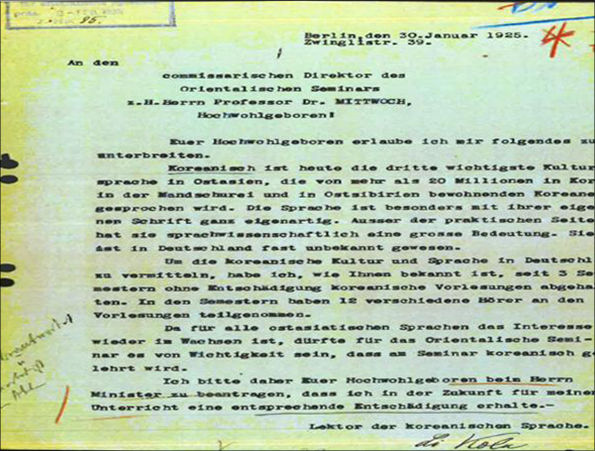 Berlin, den 30. Januar 1925.
Zwinglistr. 39.
An den
commissarischen Direktor des
Orientalischen Seminars
z.H.Herrn Professor Dr. MITTWOCH,
Hochwohlgeboren!
Euer Hochwohlgeboren erlaube ich mir folgendes zu
unterbreiten.
Koreanisch ist heute die dritte wichtigste Kultur
sprache in Ostasien, die von mehr als 20 Millionen in Kor
in der Mandschurei und in Ostsibirien bewohnenden Koreane
gesprochen wird. Die Sprache ist besonders mit ihrer eige
nen Schrift ganz eigenartig. Ausser der praktischen Seite
hat sie sprachwissenschaftlich eine grosse Bedeutung. Sie
ist in Deutschland fast unbekannt gewesen.
Um die koreanische Kultur und Sprache in Deutschl
zu vermitteln, habe ich, wie Ihnen bekannt ist, seit 3 Se
mestern ohne Entschädigung koreanische Vorlesungen abgeha
ten. In den Semestern haben 12 verschiedene Hörer an den
Vorlesungen teilgenommen.
Da für alle ostasiatischen Sprachen das Interesse
wieder im Wachsen ist, dürfte für das Orientalische Semi-
nar es von Wichtigkeit sein, dass am Seminar koreanisch g
lehrt wird.
Ich bitte daher Euer Hochwohlgeboren beim Herrn
Minister zu beantragen, dass ich in der Zukunft für meine
Unterricht eine entsprechende Entschädigung erhalte.-
Lektor der koreanischen Sprache.
Li Kolu